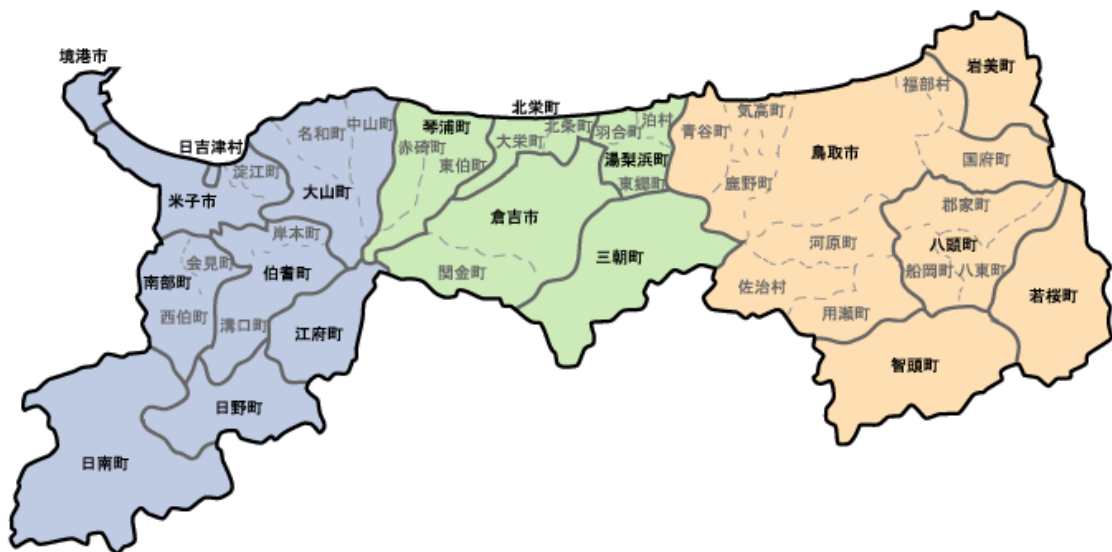 境港市
岩美町
福部村
北栄町
気高町
中山町
琴浦町
北条町
泊村
名和町
大栄町
羽合町
青谷町
日吉津村
赤碕町
鳥取市
東伯町
湯梨浜町
国府町
淀江町
東郷町
鹿野町
大山町
米子市
郡家町
倉吉市
岸本町
河原町
八頭町
三朝町
会見町
関金町
船岡町
八東町
南部町
伯耆町
佐治村
若桜町
西伯町
溝口町
用瀬町
江府町
智頭町
日野町
日南町